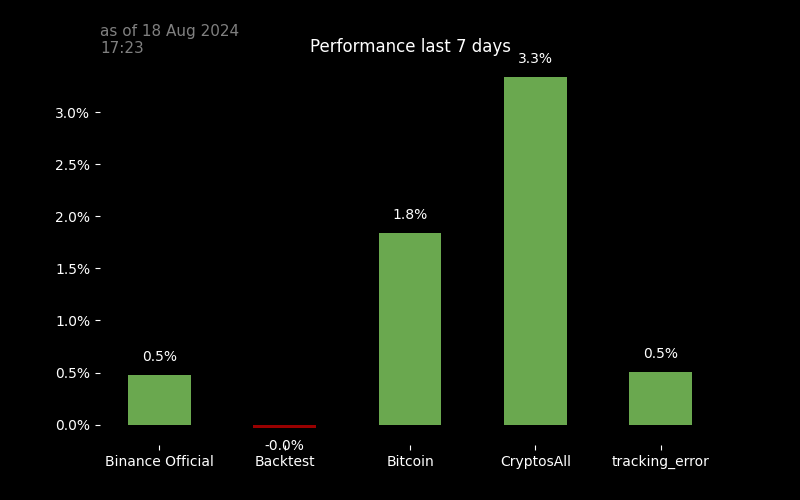 as of 18 Aug 2024
17:23
Performance last 7 days
3.3%
3.0%
2.5%
2.0%
1.8%
1.5%
1.0%
0.5%
0.5%
0.5%
0.0%
-0.0%
Binance Official
Backtest
Bitcoin
CryptosAll
tracking_error